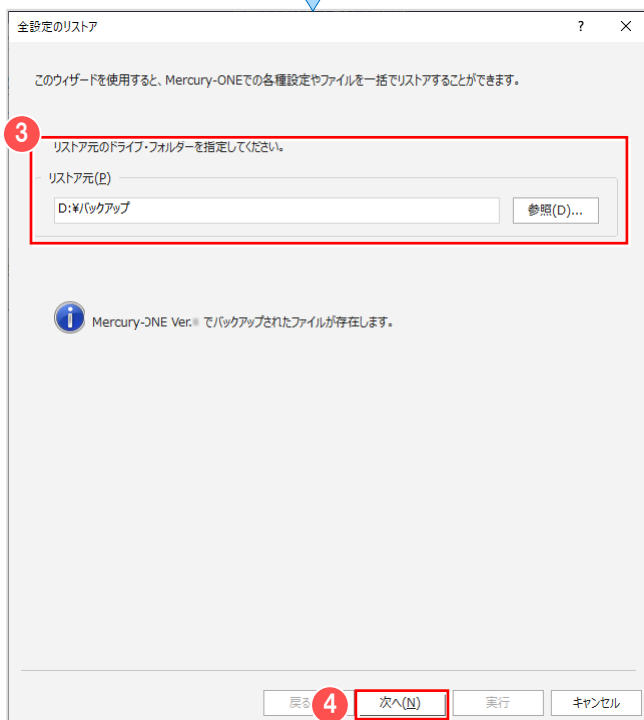 全設定のリストア ? ×
このウィザードを使用すると、Mercury-ONEでの各種設定やファイルを一括でリストアすることができます。
3
リストア元のドライブ・フォルダーを指定してください。
リストア元(P)
D:¥バックアップ 参照(D)...
Mercury-ONE Ver. でバックアップされたファイルが存在します。
戻る 4 次へ(N) 実行 キャンセル